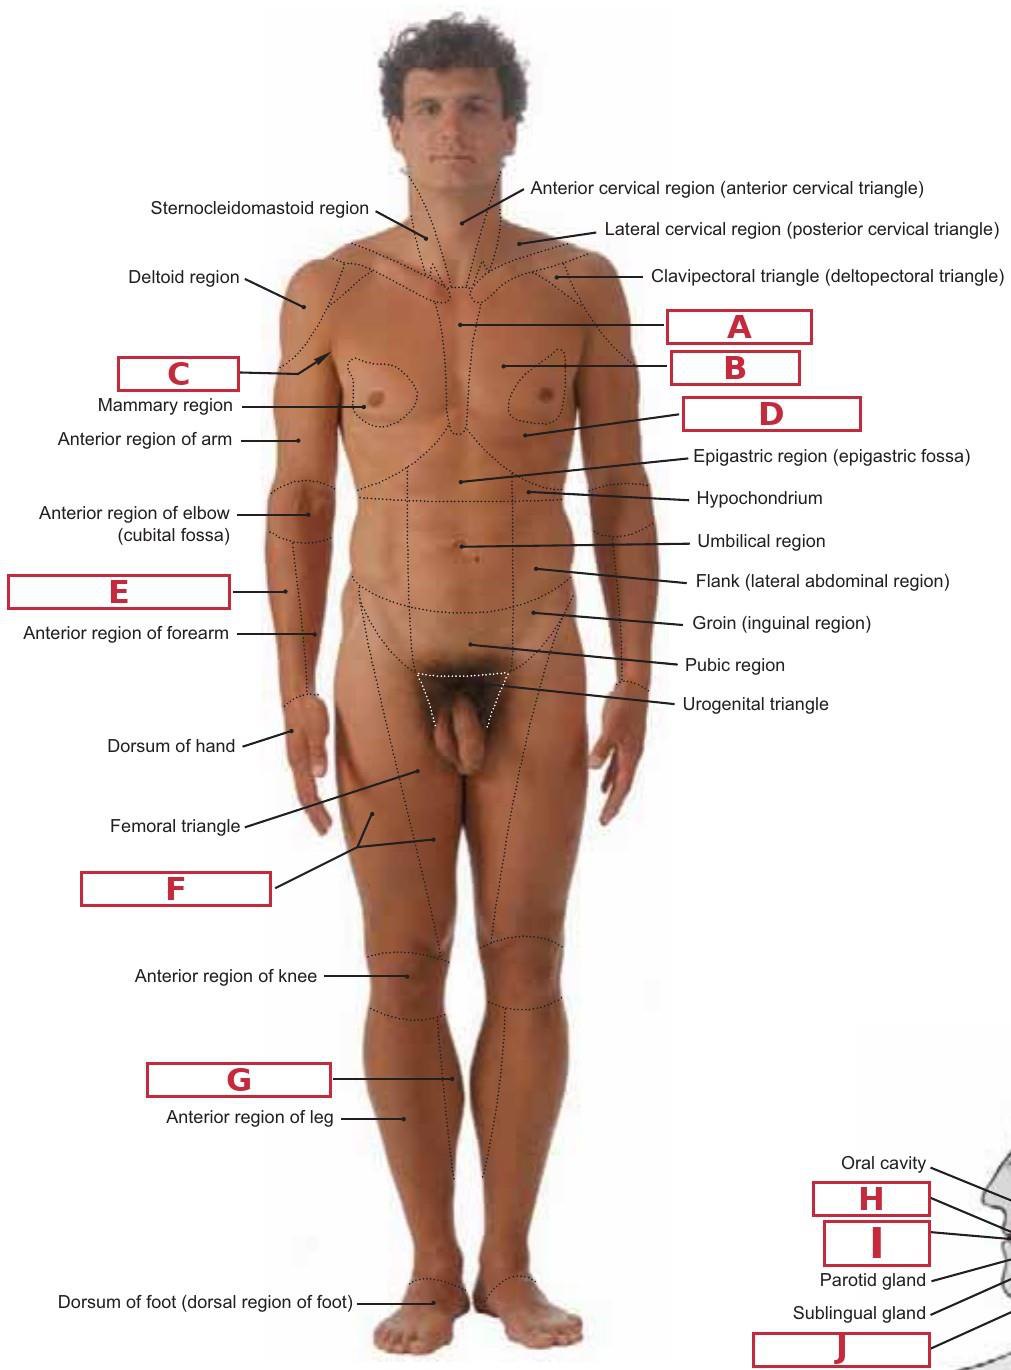 Anterior cervical region (anterior cervical triangle)
Sternocleidomastoid region
Lateral cervical region (posterior cervical triangle)
Deltoid region
Clavipectoral triangle (deltopectoral triangle)
A
B
C
Mammary region
D
Anterior region of arm
Epigastric region (epigastric fossa)
Hypochondrium
Anterior region of elbow
(cubital fossa)
Umbilical region
Flank (lateral abdominal region)
E
Groin (inguinal region)
Anterior region of forearm
Pubic region
Urogenital triangle
Dorsum of hand
Femoral triangle
F
Anterior region of knee
G
Anterior region of leg
Oral cavity
H
I
Parotid gland
Dorsum of foot (dorsal region of foot)
Sublingual gland
J